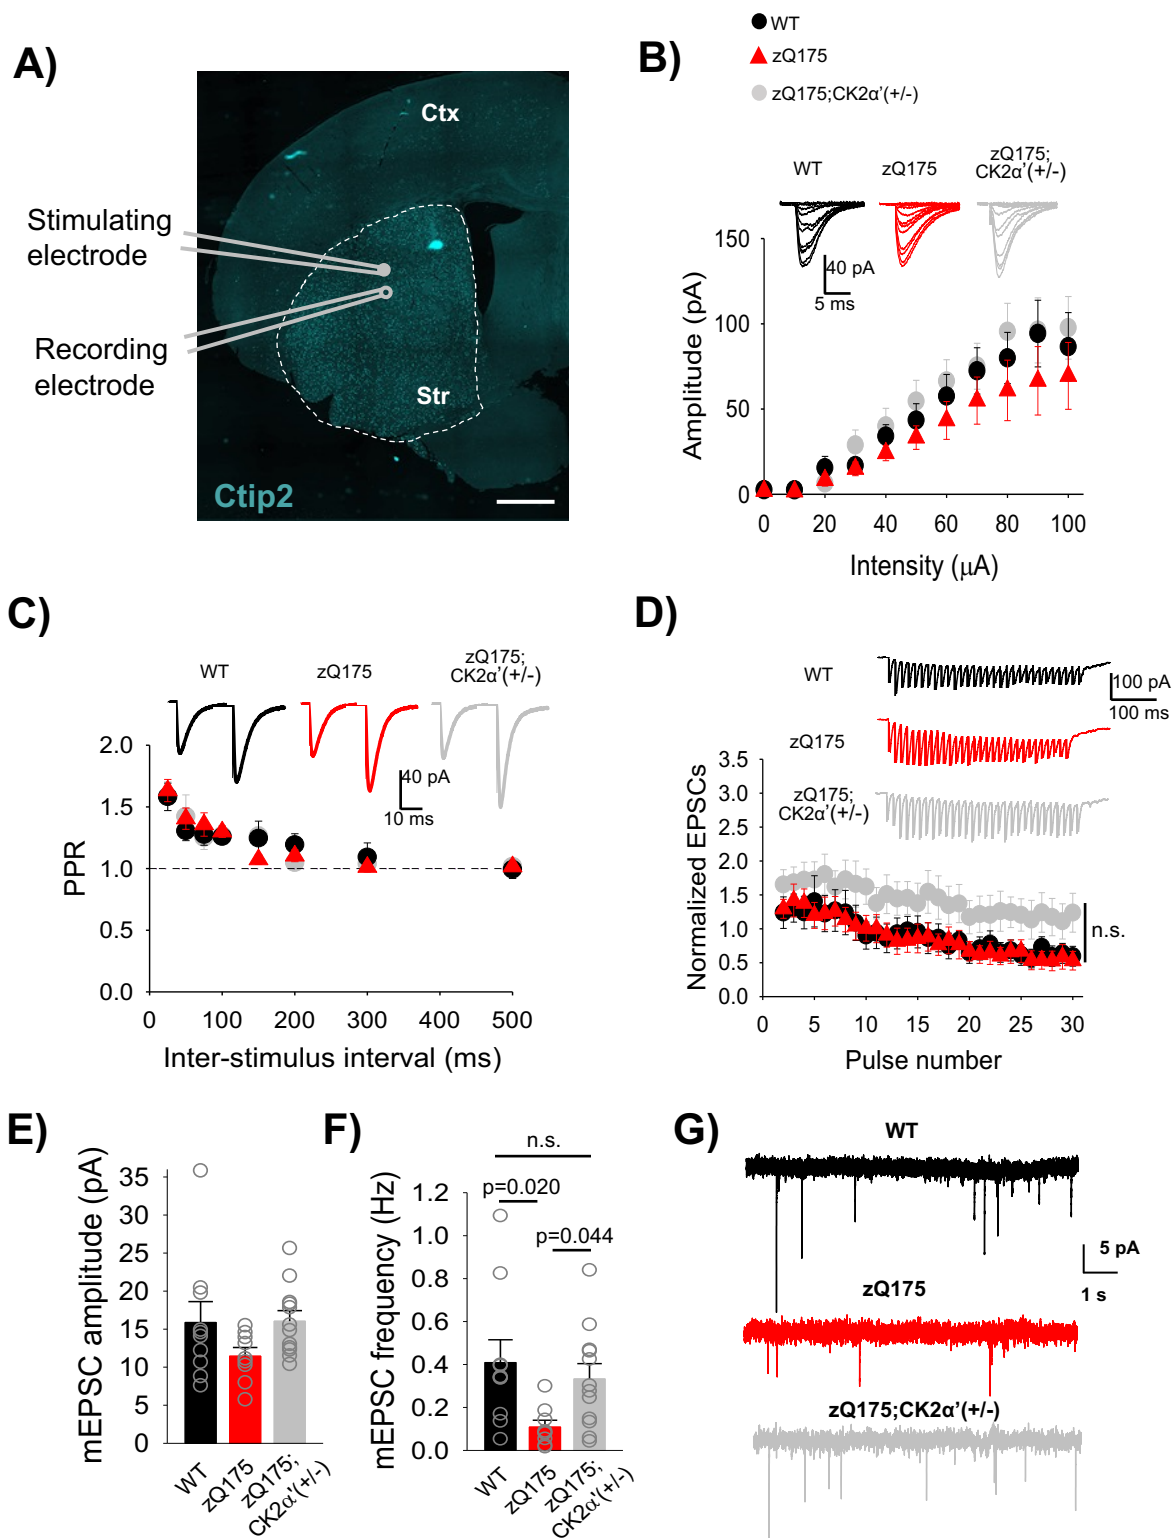 A)
Ctx
Stimulating
electrode
Recording
electrode
Str
Ctip2
B)
WT
zQ175
zQ175;CK2α'(+/-)
WT
zQ175
zQ175;
CK2α'(+/-)
40 pA
5 ms
Amplitude (pA)
150
100
50
0
0
20
40
60
80
100
Intensity (μA)
C)
WT
zQ175
zQ175;
CK2α'(+/-)
40 pA
10 ms
PPR
2.0
1.5
1.0
0.5
0.0
0
100
200
300
400
500
Inter-stimulus interval (ms)
D)
WT
zQ175
zQ175;
CK2α'(+/-)
100 pA
100 ms
Normalized EPSCs
3.5
3.0
2.5
2.0
1.5
1.0
0.5
0.0
n.s.
0
5
10
15
20
25
30
Pulse number
E)
mEPSC amplitude (pA)
35
30
25
20
15
10
5
0
WT
zQ175
zQ175;
CK2α'(+/-)
F)
n.s.
p=0.020
p=0.044
mEPSC frequency (Hz)
1.2
1.0
0.8
0.6
0.4
0.2
0.0
WT
zQ175
zQ175;
CK2α'(+/-)
G)
WT
5 pA
1 s
zQ175
zQ175;CK2α'(+/-)